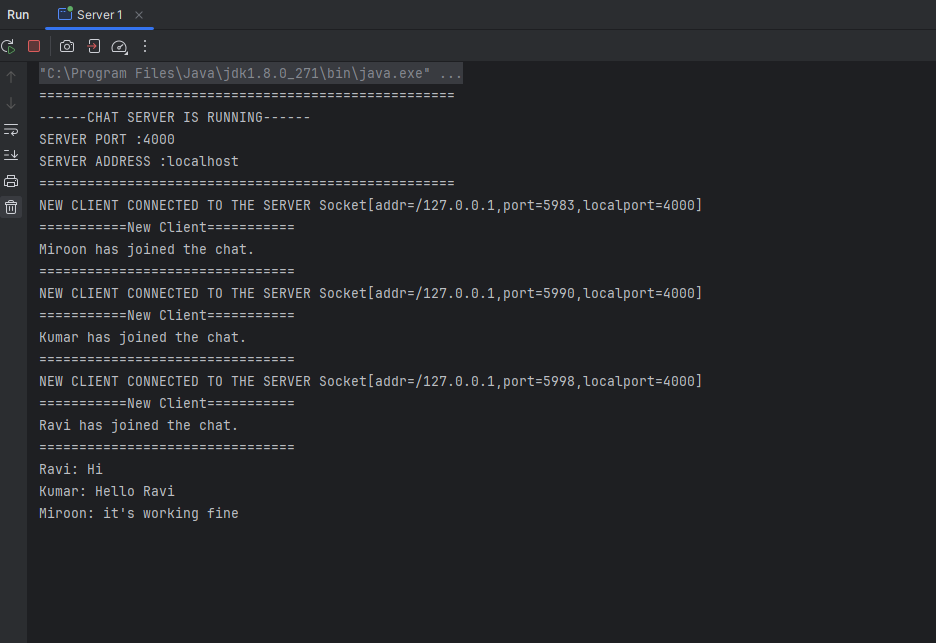 Run
Server 1
"C:\Program Files\Java\jdk1.8.0_271\bin\java.exe" ...
====================================================
------CHAT SERVER IS RUNNING------
SERVER PORT :4000
SERVER ADDRESS :localhost
====================================================
NEW CLIENT CONNECTED TO THE SERVER Socket[addr=/127.0.0.1,port=5983,localport=4000]
===========New Client===========
Miroon has joined the chat.
================================
NEW CLIENT CONNECTED TO THE SERVER Socket[addr=/127.0.0.1,port=5990,localport=4000]
===========New Client===========
Kumar has joined the chat.
================================
NEW CLIENT CONNECTED TO THE SERVER Socket[addr=/127.0.0.1,port=5998,localport=4000]
===========New Client===========
Ravi has joined the chat.
================================
Ravi: Hi
Kumar: Hello Ravi
Miroon: it's working fine